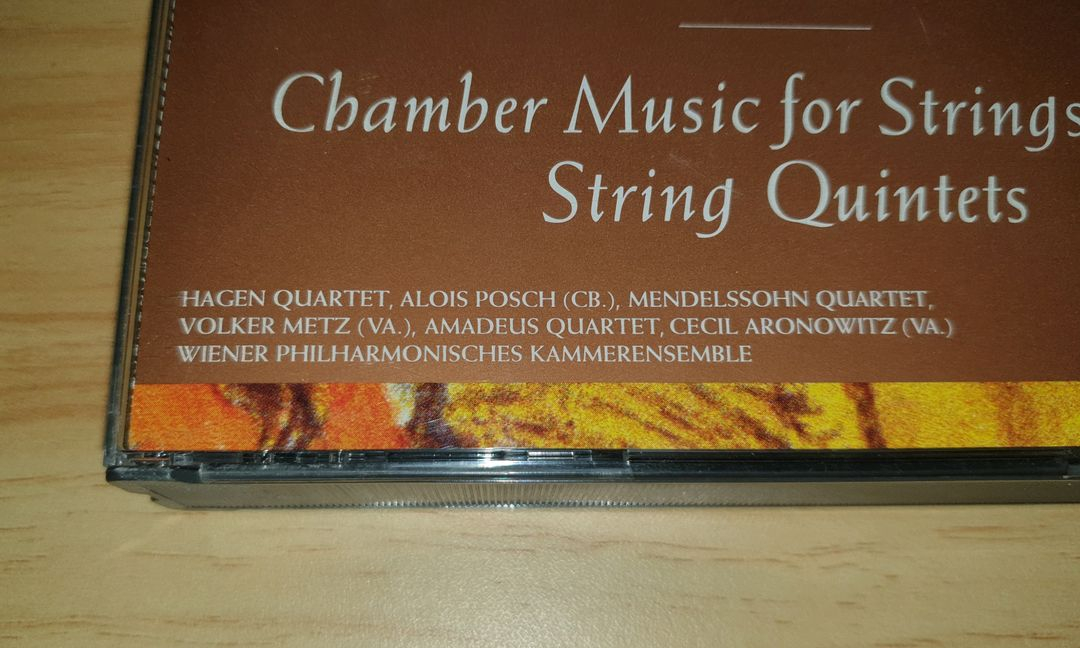 Chamber Music for Strings
String Quintets
HAGEN QUARTET, ALOIS POSCH (CB.), MENDELSSOHN QUARTET,
VOLKER METZ (VA.), AMADEUS QUARTET, CECIL ARONOWITZ (VA.)
WIENER PHILHARMONISCHES KAMMERENSEMBLE